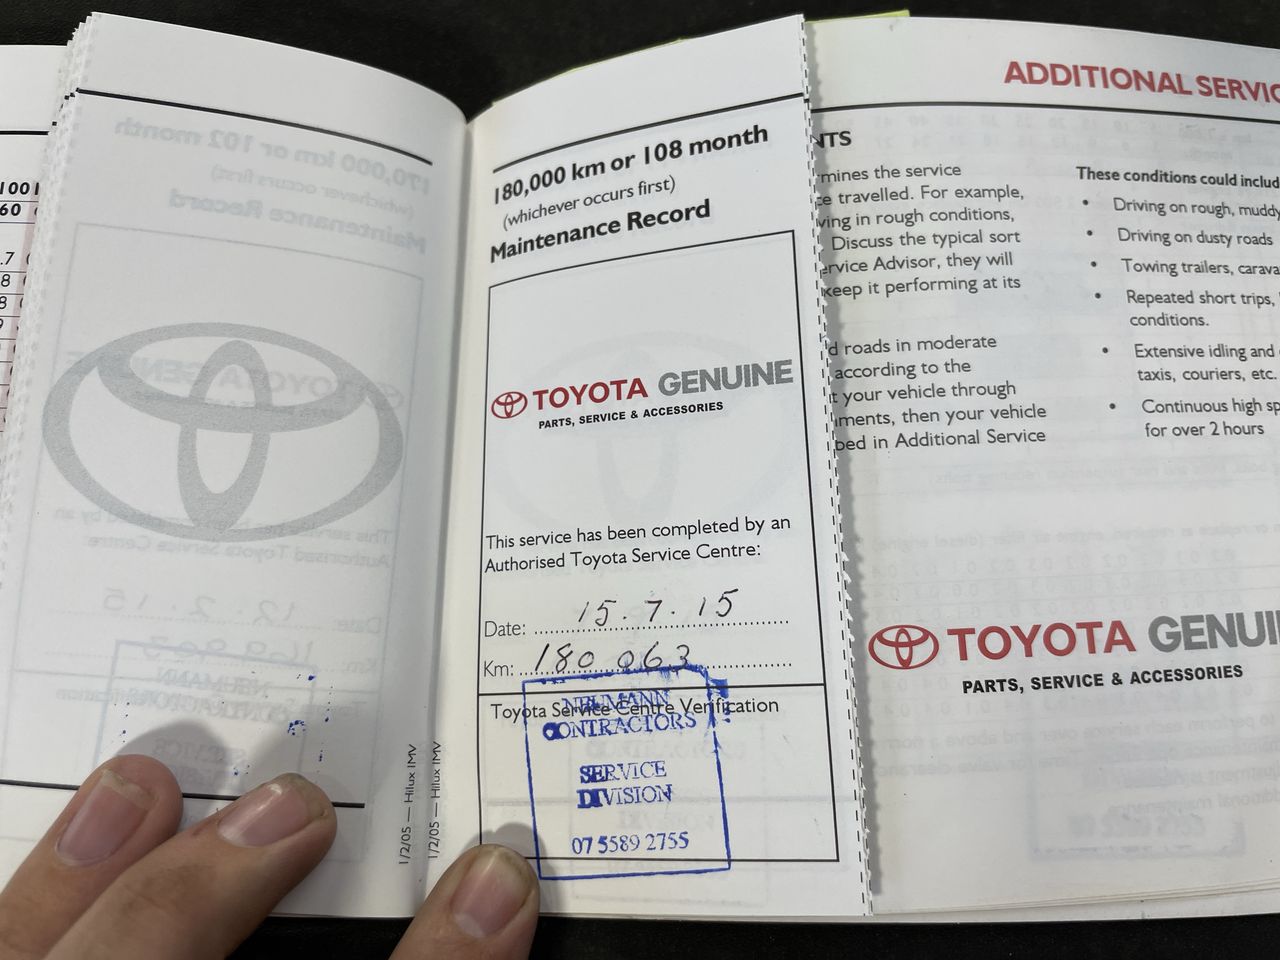 100
60
.7
8
8
180,000 km or 108 month
(whichever occurs first)
Maintenance Record
TOYOTA GENUINE
PARTS, SERVICE & ACCESSORIES
This service has been completed by an
Authorised Toyota Service Centre:
Date: 15.7.15
Km: 180 063
Toyota Service Centre Verification
NEUMANN
CONTRACTORS
SERVICE
DIVISION
07 5589 2755
1/2/05 — Hilux IMV
1/2/05 — Hilux IMV
ADDITIONAL SERVIC
NTS
mines the service
e travelled. For example,
ving in rough conditions,
Discuss the typical sort
ervice Advisor, they will
keep it performing at its
d roads in moderate
according to the
t your vehicle through
ments, then your vehicle
bed in Additional Service
These conditions could includ
• Driving on rough, muddy
• Driving on dusty roads
• Towing trailers, carava
• Repeated short trips,
conditions.
• Extensive idling and
taxis, couriers, etc.
• Continuous high sp
for over 2 hours
TOYOTA GENUI
PARTS, SERVICE & ACCESSORIES